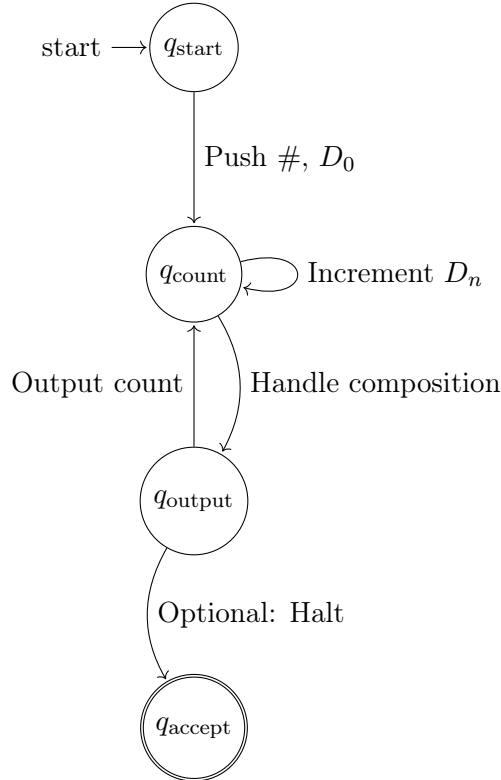 start
q_start
Push #, D_0
q_count
Increment D_n
Output count
Handle composition
q_output
Optional: Halt
q_accept